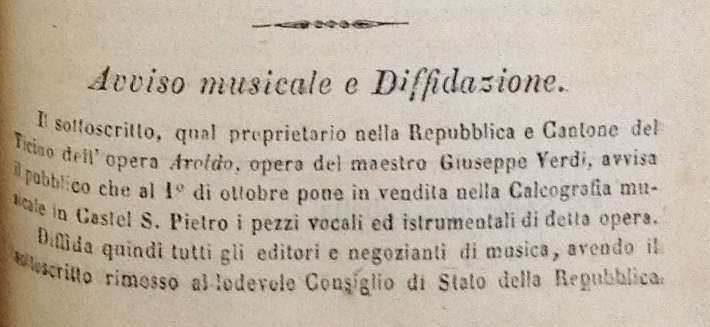 Avviso musicale e Diffidazione.
Il sottoscritto, qual proprietario nella Repubblica e Cantone del
Ticino dell' opera Aroldo, opera del maestro Giuseppe Verdi, avvisa
il pubblico che al 1º di ottobre pone in vendita nella Calcografia mu-
sicale in Castel S. Pietro i pezzi vocali ed istrumentali di detta opera.
Diffida quindi tutti gli editori e negozianti di musica, avendo il
sottoscritto rimesso al lodevole Consiglio di Stato della Repubblica